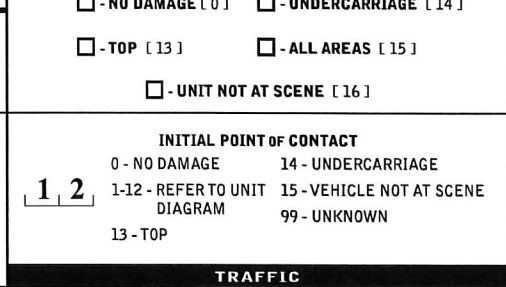 ☐ - NO DAMAGE [ 0 ] ☐ - UNDERCARRIAGE [ 14 ]
☐ - TOP [ 13 ] ☐ - ALL AREAS [ 15 ]
☐ - UNIT NOT AT SCENE [ 16 ]
INITIAL POINT OF CONTACT
0 - NO DAMAGE 14 - UNDERCARRIAGE
1 2 1-12 - REFER TO UNIT 15 - VEHICLE NOT AT SCENE
DIAGRAM 99 - UNKNOWN
13 - TOP
TRAFFIC